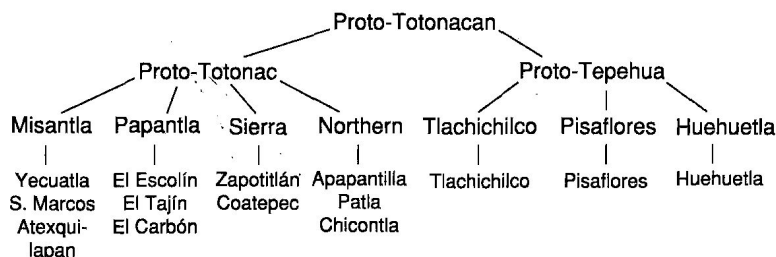 Proto-Totonacan
Proto-Totonac Proto-Tepehua
Misantla Papantla Sierra Northern Tlachichilco Pisaflores Huehuetla
Yecuatla El Escolín Zapotitlán Apapantilla Tlachichilco Pisaflores Huehuetla
S. Marcos El Tajín Coatepec Patla
Atexqui- El Carbón Chicontla
lapan